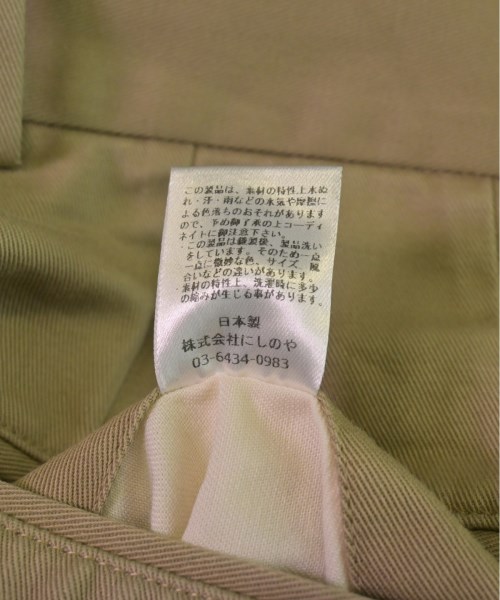 この製品は、素材の特性上水ぬ
れ・汗・雨などの水気や摩擦に
よる色落ちのおそれがあります
ので、予め御了承の上コーディ
ネイトに御注意下さい。
・この製品は縫製後、製品洗い
をしています。そのため一点
一点に微妙な色、サイズ、風
合いなどの違いがあります。
・素材の特性上、洗濯時に多少
の縮みが生じる事があります。
日本製
株式会社にしのや
03-6434-0983